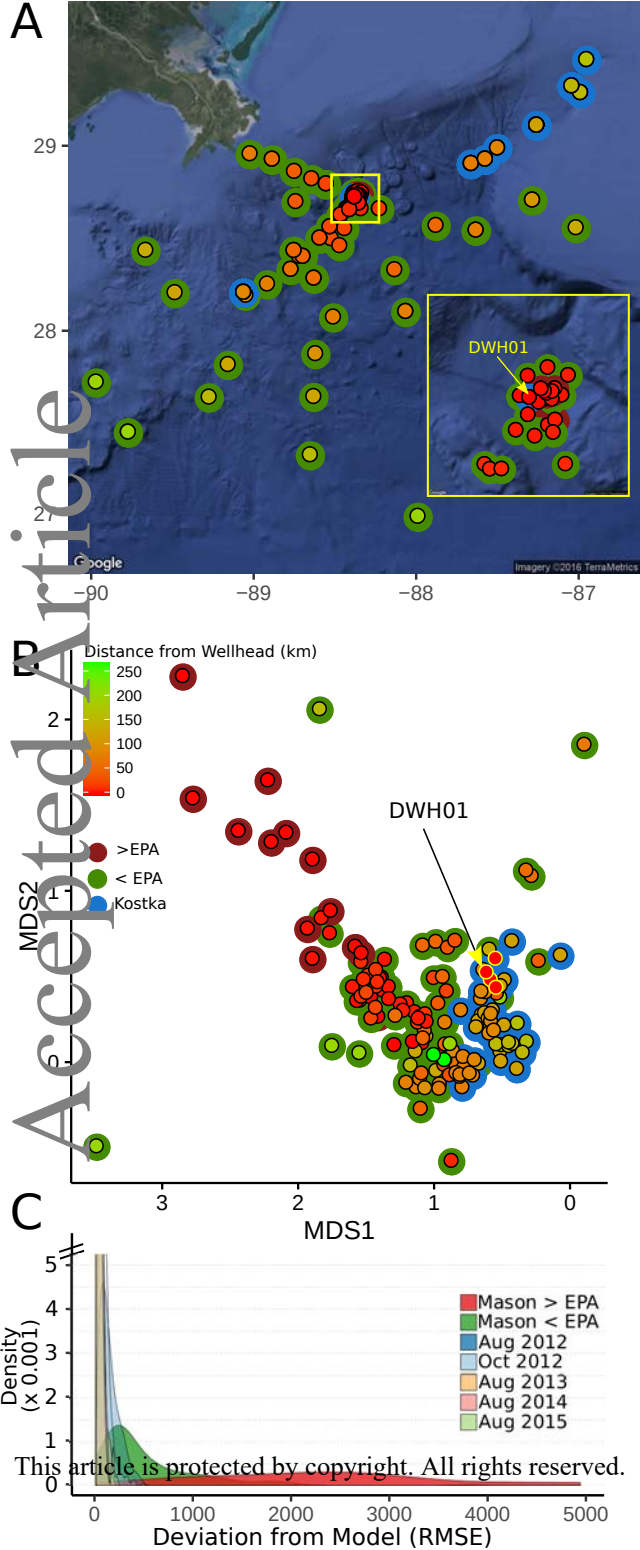 A
29
28
27
DWH01
Google
Imagery ©2016 TerraMetrics
−90
−89
−88
−87
Accepted Article
B
Distance from Wellhead (km)
250
200
150
100
50
0
>EPA
< EPA
Kostka
DWH01
MDS2
2
1
0
3
2
1
0
MDS1
C
Density
(x 0.001)
5
4
3
2
1
0
Mason > EPA
Mason < EPA
Aug 2012
Oct 2012
Aug 2013
Aug 2014
Aug 2015
This article is protected by copyright. All rights reserved.
0
1000
2000
3000
4000
5000
Deviation from Model (RMSE)